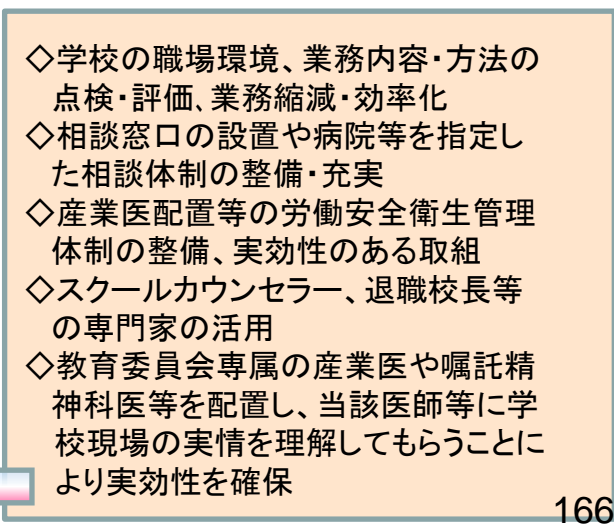 ◇学校の職場環境、業務内容・方法の
点検・評価、業務縮減・効率化
◇相談窓口の設置や病院等を指定し
た相談体制の整備・充実
◇産業医配置等の労働安全衛生管理
体制の整備、実効性のある取組
◇スクールカウンセラー、退職校長等
の専門家の活用
◇教育委員会専属の産業医や嘱託精
神科医等を配置し、当該医師等に学
校現場の実情を理解してもらうことに
より実効性を確保
166